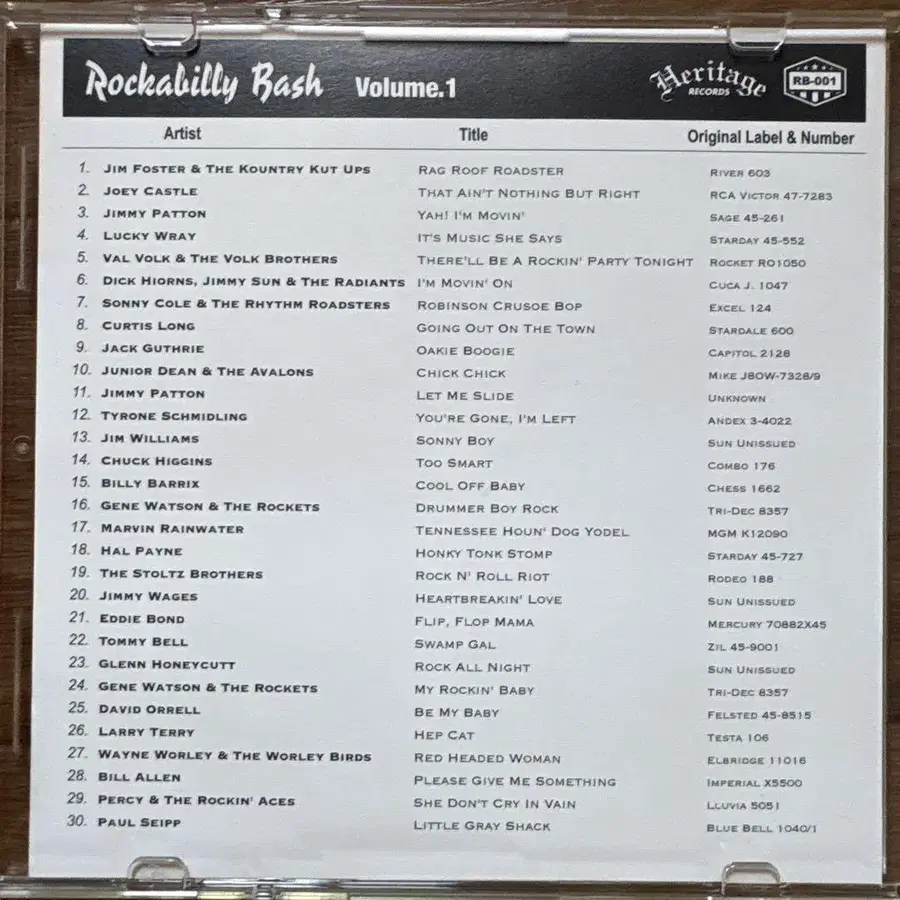 Rockabilly Bash Volume.1 Heritage RECORDS RB-001
Artist Title Original Label & Number
1. JIM FOSTER & THE KOUNTRY KUT UPS RAG ROOF ROADSTER RIVER 603
2. JOEY CASTLE THAT AIN'T NOTHING BUT RIGHT RCA VICTOR 47-7283
3. JIMMY PATTON YAH! I'M MOVIN' SAGE 45-261
4. LUCKY WRAY IT'S MUSIC SHE SAYS STARDAY 45-552
5. VAL VOLK & THE VOLK BROTHERS THERE'LL BE A ROCKIN' PARTY TONIGHT ROCKET RO1050
6. DICK HIORNS, JIMMY SUN & THE RADIANTS I'M MOVIN' ON CUCA J. 1047
7. SONNY COLE & THE RHYTHM ROADSTERS ROBINSON CRUSOE BOP EXCEL 124
8. CURTIS LONG GOING OUT ON THE TOWN STARDALE 600
9. JACK GUTHRIE OAKIE BOOGIE CAPITOL 2128
10. JUNIOR DEAN & THE AVALONS CHICK CHICK MIKE J8OW-7328/9
11. JIMMY PATTON LET ME SLIDE UNKNOWN
12. TYRONE SCHMIDLING YOU'RE GONE, I'M LEFT ANDEX 3-4022
13. JIM WILLIAMS SONNY BOY SUN UNISSUED
14. CHUCK HIGGINS TOO SMART COMBO 176
15. BILLY BARRIX COOL OFF BABY CHESS 1662
16. GENE WATSON & THE ROCKETS DRUMMER BOY ROCK TRI-DEC 8357
17. MARVIN RAINWATER TENNESSEE HOUN' DOG YODEL MGM K12090
18. HAL PAYNE HONKY TONK STOMP STARDAY 45-727
19. THE STOLTZ BROTHERS ROCK N' ROLL RIOT RODEO 188
20. JIMMY WAGES HEARTBREAKIN' LOVE SUN UNISSUED
21. EDDIE BOND FLIP, FLOP MAMA MERCURY 70882X45
22. TOMMY BELL SWAMP GAL ZIL 45-9001
23. GLENN HONEYCUTT ROCK ALL NIGHT SUN UNISSUED
24. GENE WATSON & THE ROCKETS MY ROCKIN' BABY TRI-DEC 8357
25. DAVID ORRELL BE MY BABY FELSTED 45-8515
26. LARRY TERRY HEP CAT TESTA 106
27. WAYNE WORLEY & THE WORLEY BIRDS RED HEADED WOMAN ELBRIDGE 11016
28. BILL ALLEN PLEASE GIVE ME SOMETHING IMPERIAL X5500
29. PERCY & THE ROCKIN' ACES SHE DON'T CRY IN VAIN LLUVIA 5051
30. PAUL SEIPP LITTLE GRAY SHACK BLUE BELL 1040/1